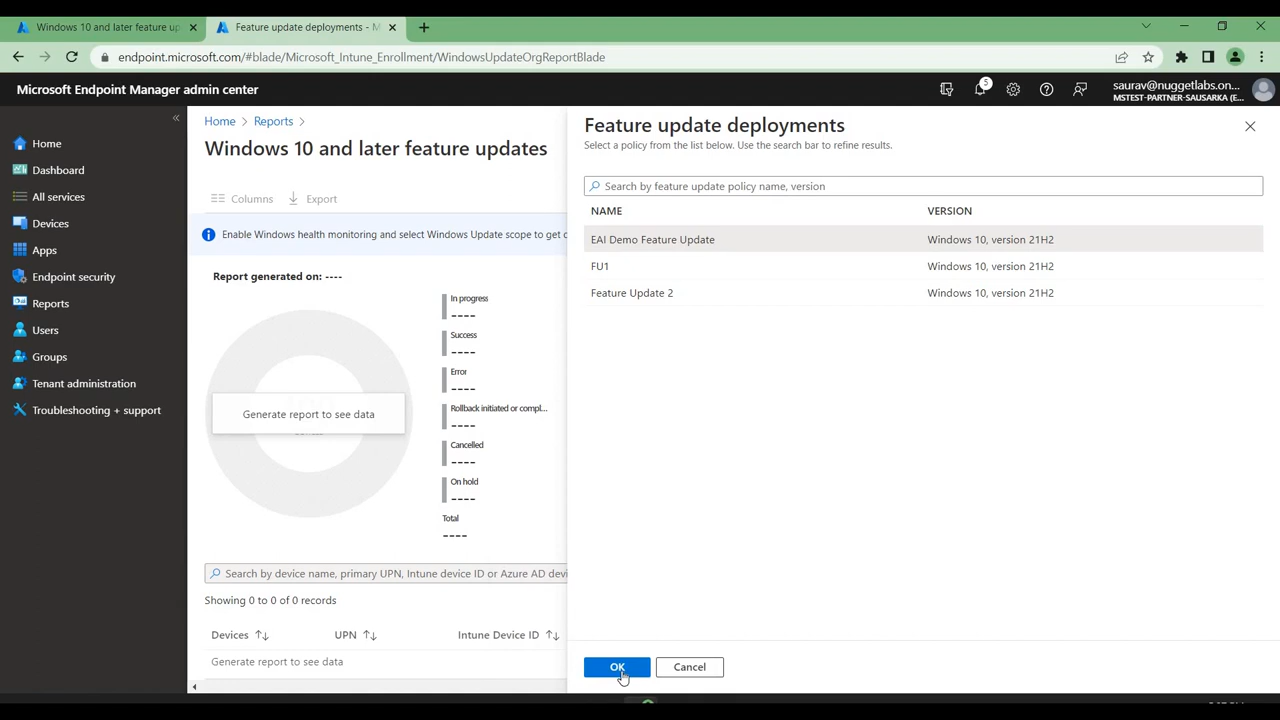 Windows 10 and later feature up
Feature update deployments - M
endpoint.microsoft.com/#blade/Microsoft_Intune_Enrollment/WindowsUpdateOrgReportBlade
Microsoft Endpoint Manager admin center
5
saurav@nuggetlabs.on...
MSTEST-PARTNER-SAUSARKA (E...
Home
Dashboard
All services
Devices
Apps
Endpoint security
Reports
Users
Groups
Tenant administration
Troubleshooting + support
Home > Reports >
Windows 10 and later feature updates
Columns
Export
Enable Windows health monitoring and select Windows Update scope to get c
Report generated on: ----
In progress
----
Success
----
Error
----
Rollback initiated or compl...
----
Cancelled
----
On hold
----
Total
----
Generate report to see data
Search by device name, primary UPN, Intune device ID or Azure AD devi
Showing 0 to 0 of 0 records
Devices
UPN
Intune Device ID
Generate report to see data
Feature update deployments
Select a policy from the list below. Use the search bar to refine results.
Search by feature update policy name, version
NAME VERSION
EAI Demo Feature Update Windows 10, version 21H2
FU1 Windows 10, version 21H2
Feature Update 2 Windows 10, version 21H2
OK
Cancel